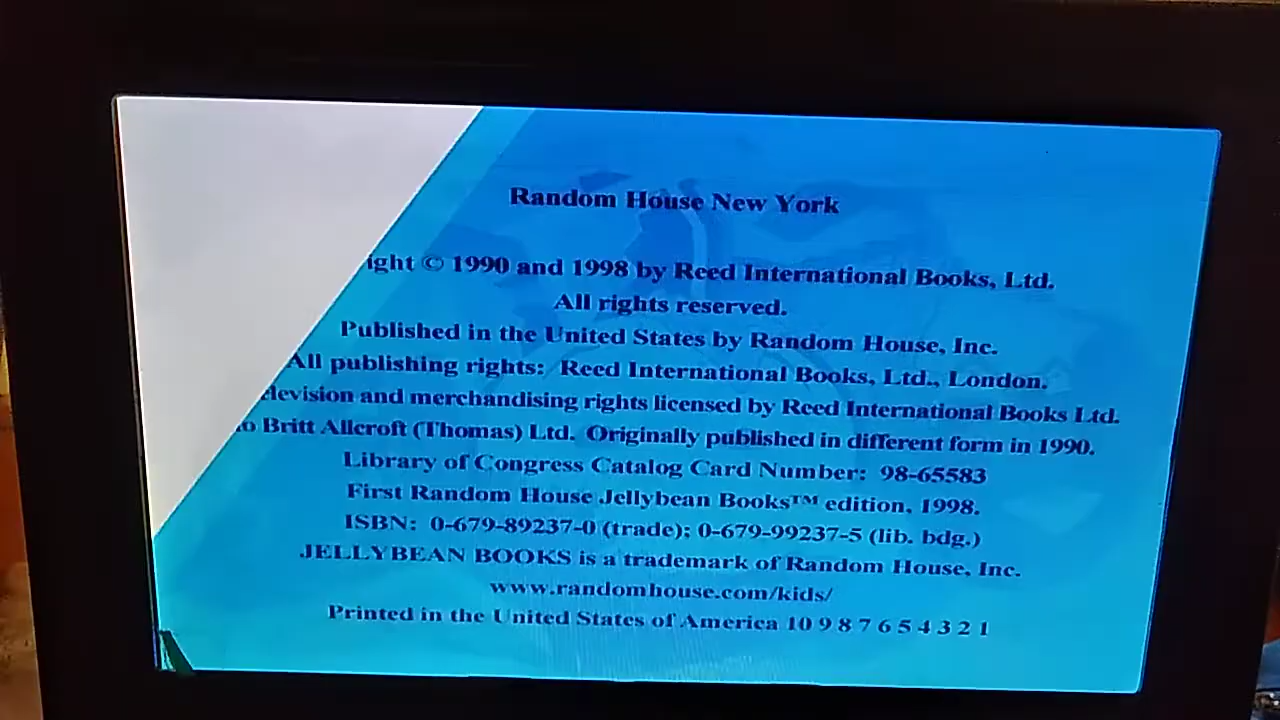 Random House New York
ight © 1990 and 1998 by Reed International Books, Ltd.
All rights reserved.
Published in the United States by Random House, Inc.
All publishing rights: Reed International Books, Ltd., London.
elevision and merchandising rights licensed by Reed International Books Ltd.
to Britt Allcroft (Thomas) Ltd. Originally published in different form in 1990.
Library of Congress Catalog Card Number: 98-65583
First Random House Jellybean Books™ edition, 1998.
ISBN: 0-679-89237-0 (trade); 0-679-99237-5 (lib. bdg.)
JELLYBEAN BOOKS is a trademark of Random House, Inc.
www.randomhouse.com/kids/
Printed in the United States of America 10 9 8 7 6 5 4 3 2 1